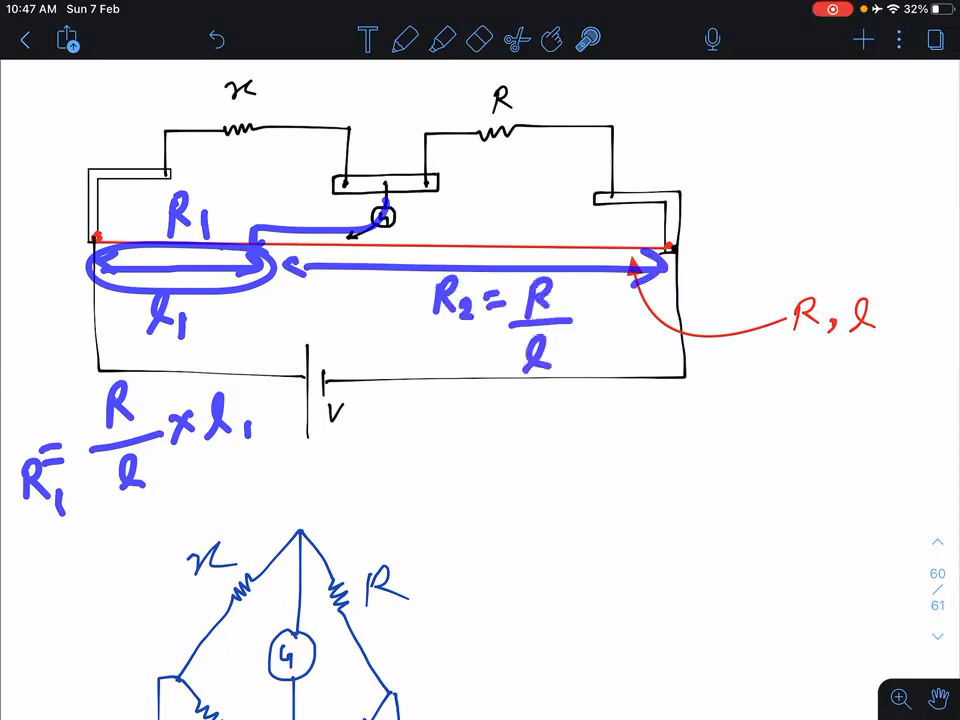 10:47 AM Sun 7 Feb
32%
T
x
R
R1
G
l1
R2 = R/l
R, l
V
R1 = R/l × l1
x
R
G
60
/
61